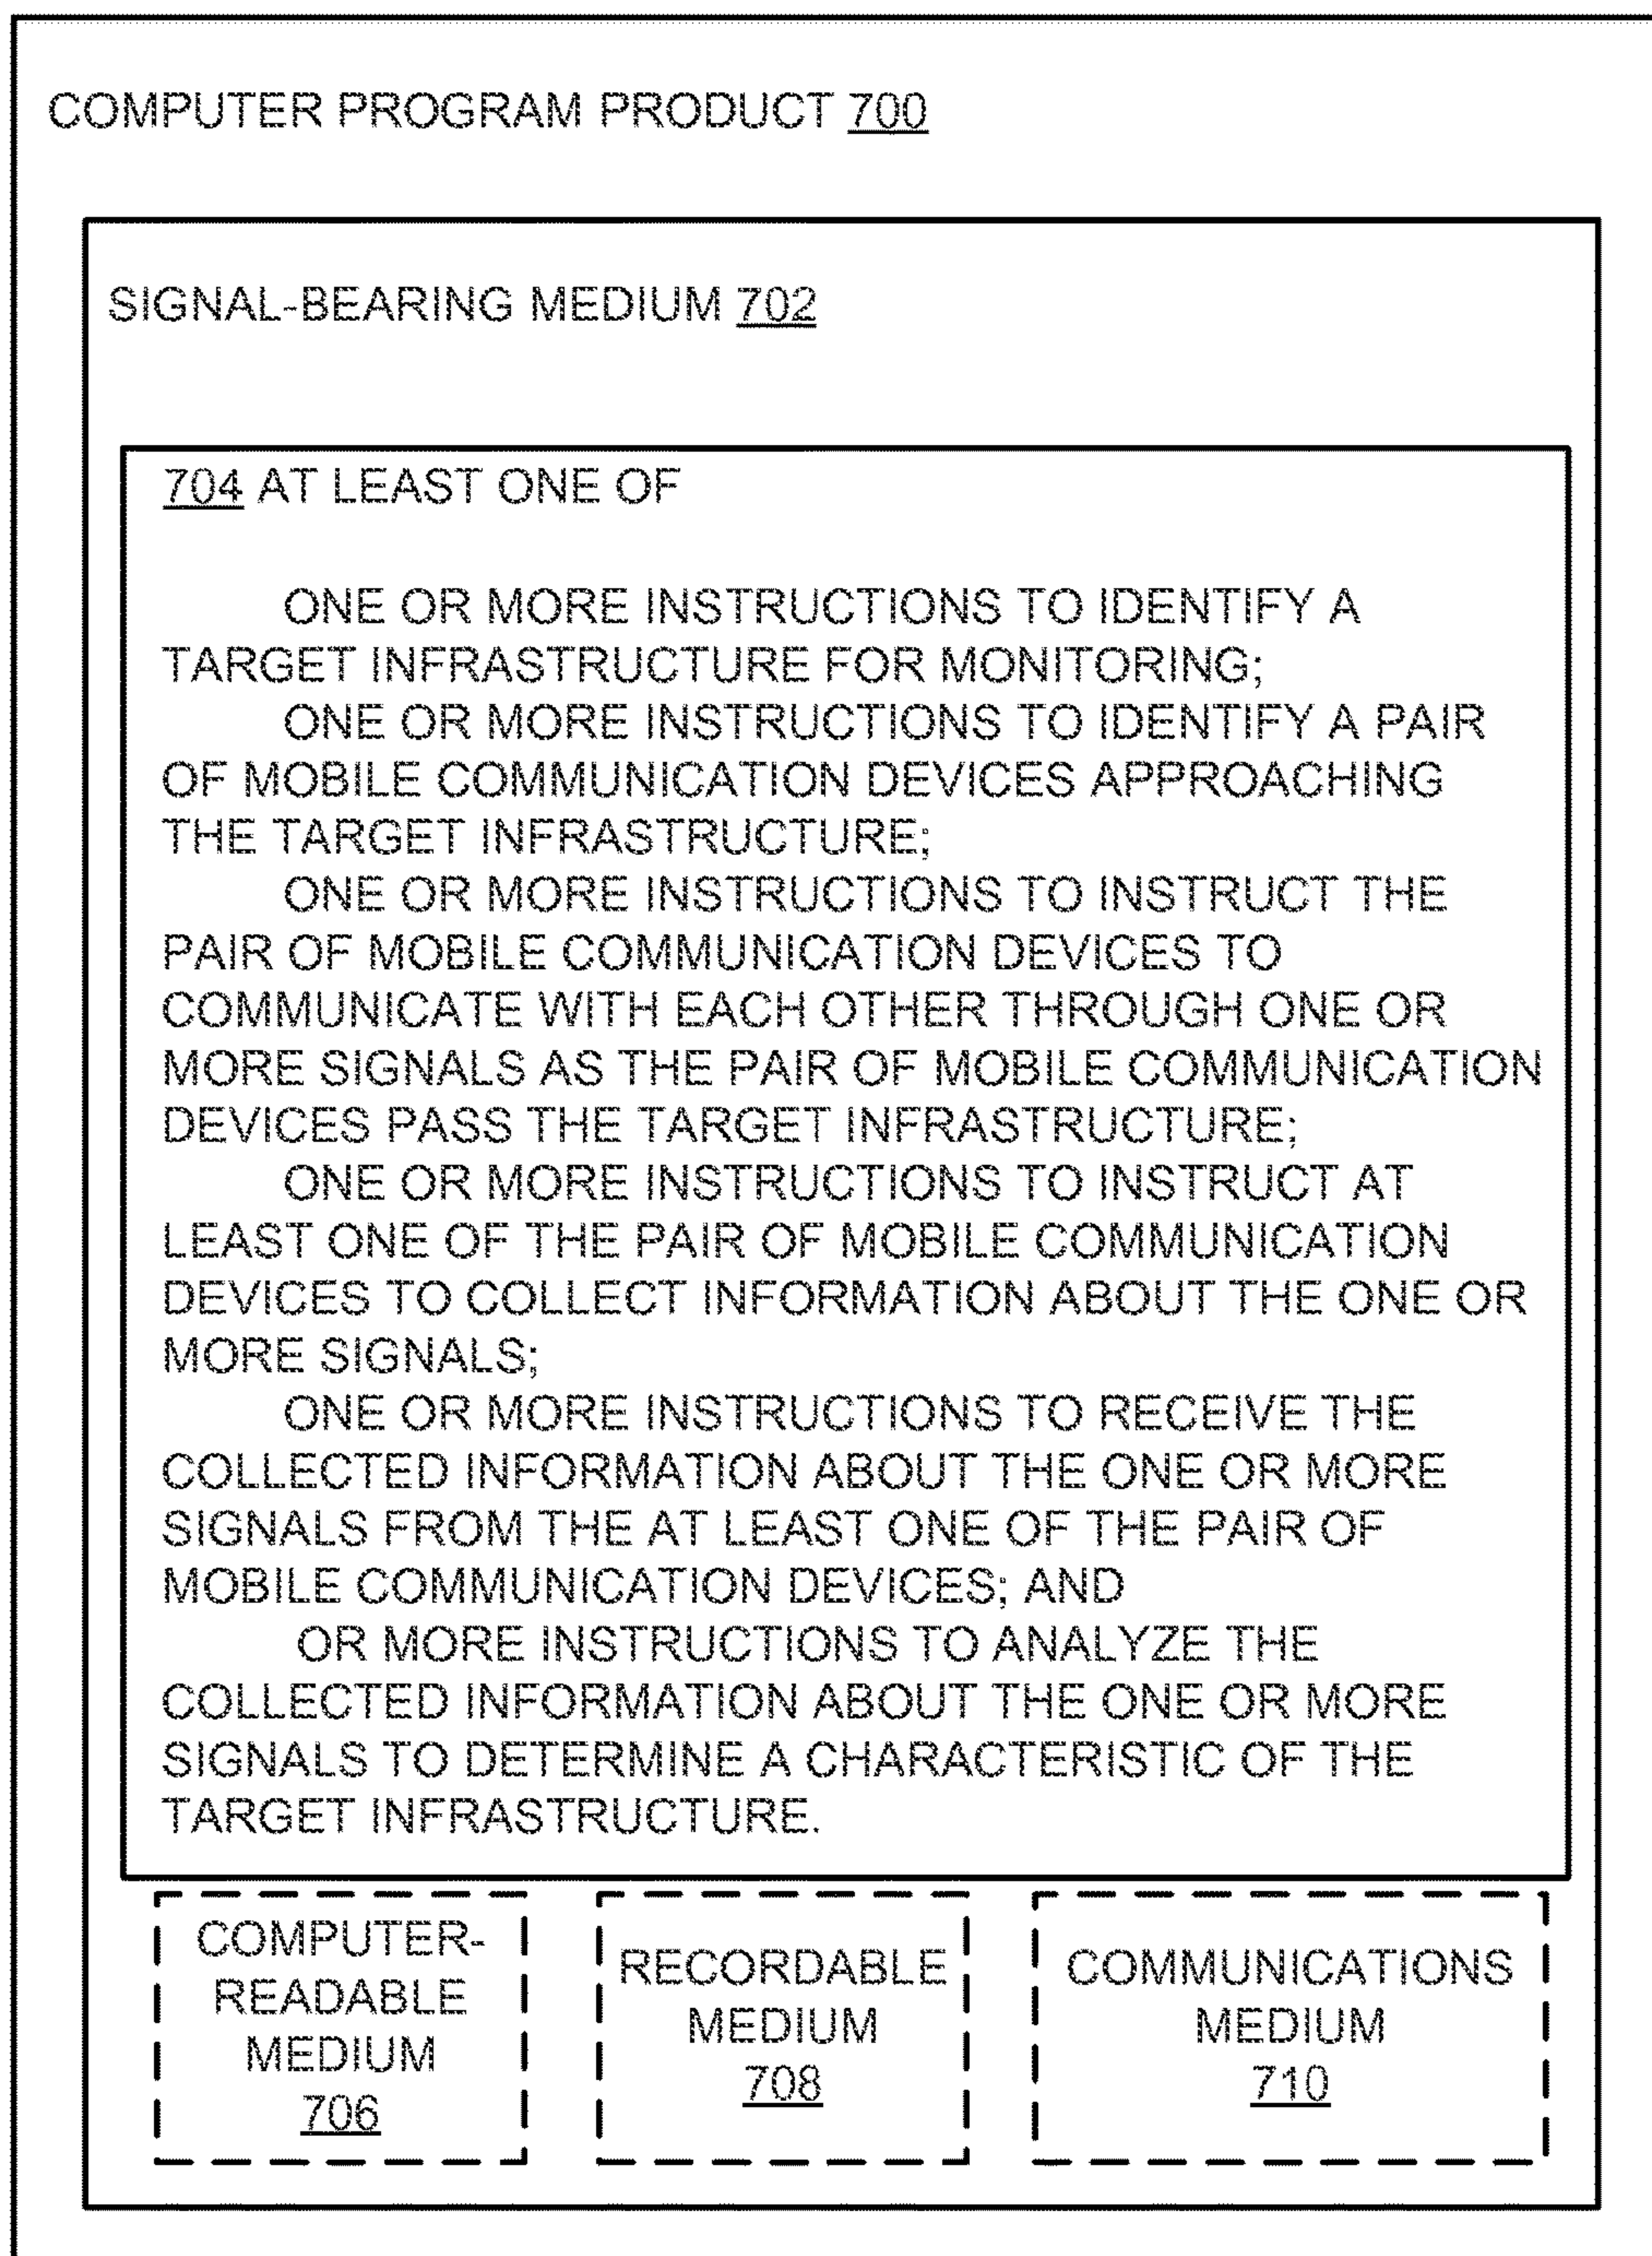 COMPUTER PROGRAM PRODUCT 700
SIGNAL-BEARING MEDIUM 702
704 AT LEAST ONE OF
ONE OR MORE INSTRUCTIONS TO IDENTIFY A
TARGET INFRASTRUCTURE FOR MONITORING;
ONE OR MORE INSTRUCTIONS TO IDENTIFY A PAIR
OF MOBILE COMMUNICATION DEVICES APPROACHING
THE TARGET INFRASTRUCTURE;
ONE OR MORE INSTRUCTIONS TO INSTRUCT THE
PAIR OF MOBILE COMMUNICATION DEVICES TO
COMMUNICATE WITH EACH OTHER THROUGH ONE OR
MORE SIGNALS AS THE PAIR OF MOBILE COMMUNICATION
DEVICES PASS THE TARGET INFRASTRUCTURE;
ONE OR MORE INSTRUCTIONS TO INSTRUCT AT
LEAST ONE OF THE PAIR OF MOBILE COMMUNICATION
DEVICES TO COLLECT INFORMATION ABOUT THE ONE OR
MORE SIGNALS;
ONE OR MORE INSTRUCTIONS TO RECEIVE THE
COLLECTED INFORMATION ABOUT THE ONE OR MORE
SIGNALS FROM THE AT LEAST ONE OF THE PAIR OF
MOBILE COMMUNICATION DEVICES; AND
OR MORE INSTRUCTIONS TO ANALYZE THE
COLLECTED INFORMATION ABOUT THE ONE OR MORE
SIGNALS TO DETERMINE A CHARACTERISTIC OF THE
TARGET INFRASTRUCTURE.
COMPUTER-
READABLE
MEDIUM
706
RECORDABLE
MEDIUM
708
COMMUNICATIONS
MEDIUM
710